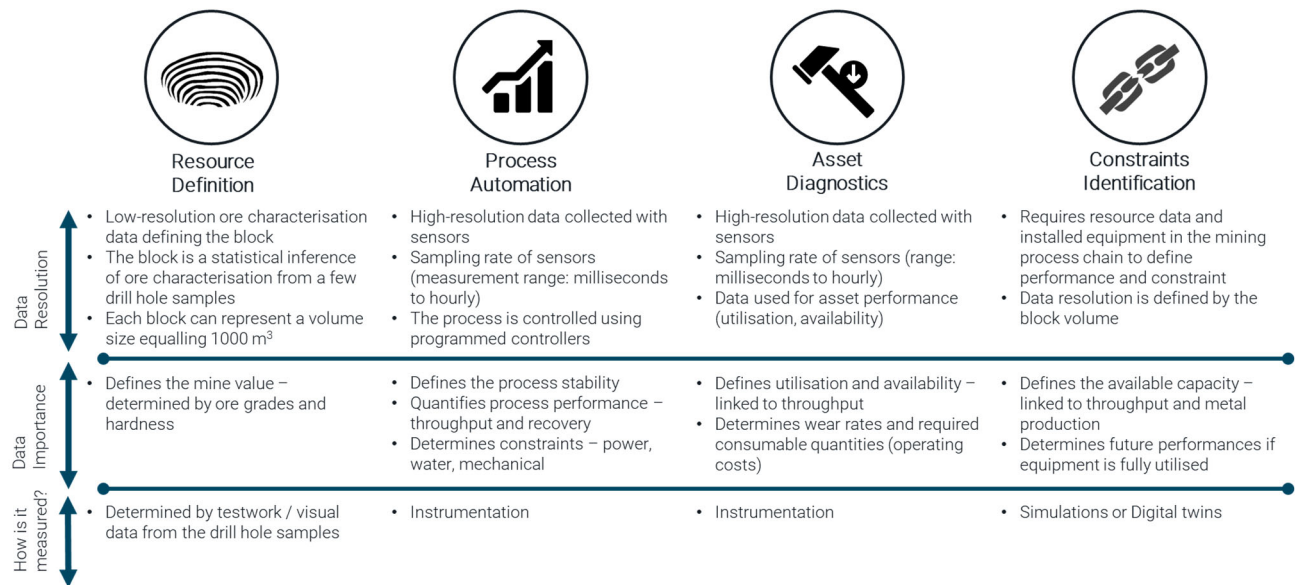 Resource
Definition
Process
Automation
Asset
Diagnostics
Constraints
Identification
Data
Resolution
• Low-resolution ore characterisation
data defining the block
• The block is a statistical inference
of ore characterisation from a few
drill hole samples
• Each block can represent a volume
size equalling 1000 m³
• High-resolution data collected with
sensors
• Sampling rate of sensors
(measurement range: milliseconds
to hourly)
• The process is controlled using
programmed controllers
• High-resolution data collected with
sensors
• Sampling rate of sensors (range:
milliseconds to hourly)
• Data used for asset performance
(utilisation, availability)
• Requires resource data and
installed equipment in the mining
process chain to define
performance and constraint
• Data resolution is defined by the
block volume
Data
Importance
• Defines the mine value –
determined by ore grades and
hardness
• Defines the process stability
• Quantifies process performance –
throughput and recovery
• Determines constraints – power,
water, mechanical
• Defines utilisation and availability –
linked to throughput
• Determines wear rates and required
consumable quantities (operating
costs)
• Defines the available capacity –
linked to throughput and metal
production
• Determines future performances if
equipment is fully utilised
How is it
measured?
• Determined by testwork / visual
data from the drill hole samples
• Instrumentation
• Instrumentation
• Simulations or Digital twins